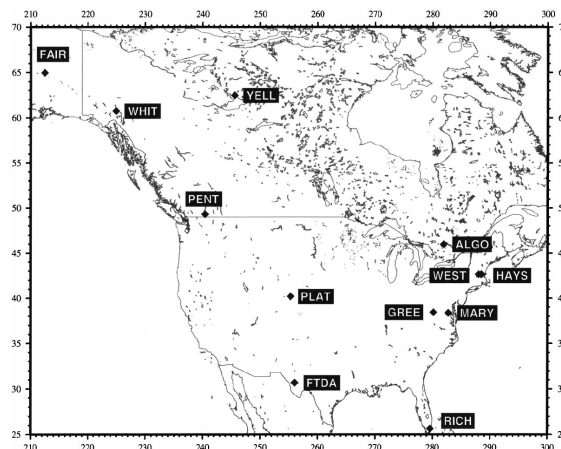 70
FAIR
65
YELL
WHIT
60
55
PENT
50
ALGO
45
WEST HAYS
PLAT
40
GREE MARY
35
FTDA
30
RICH
25
210 220 230 240 250 260 270 280 290 300